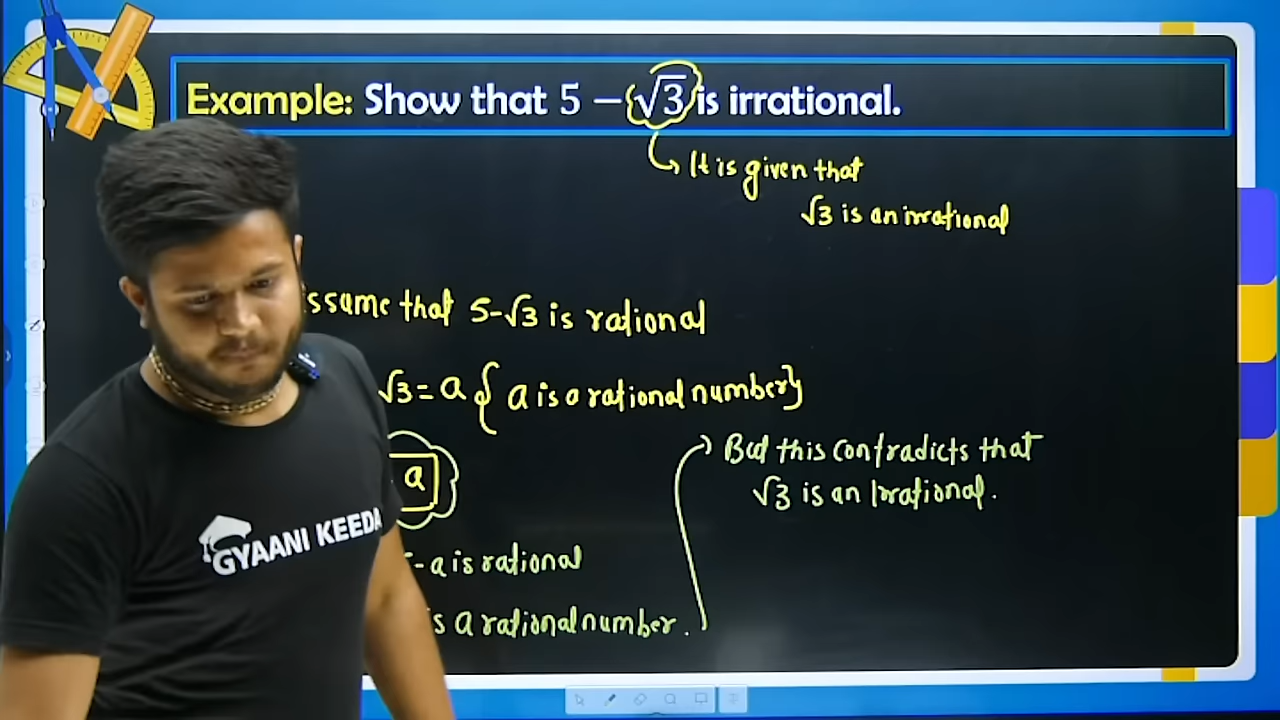 Example: Show that 5 − √3 is irrational.
It is given that
√3 is an irrational
ssume that 5-√3 is rational
√3 = a { a is a rational number}
But this contradicts that
a
√3 is an Irrational.
-a is rational
is a rational number.
GYAANI KEEDA